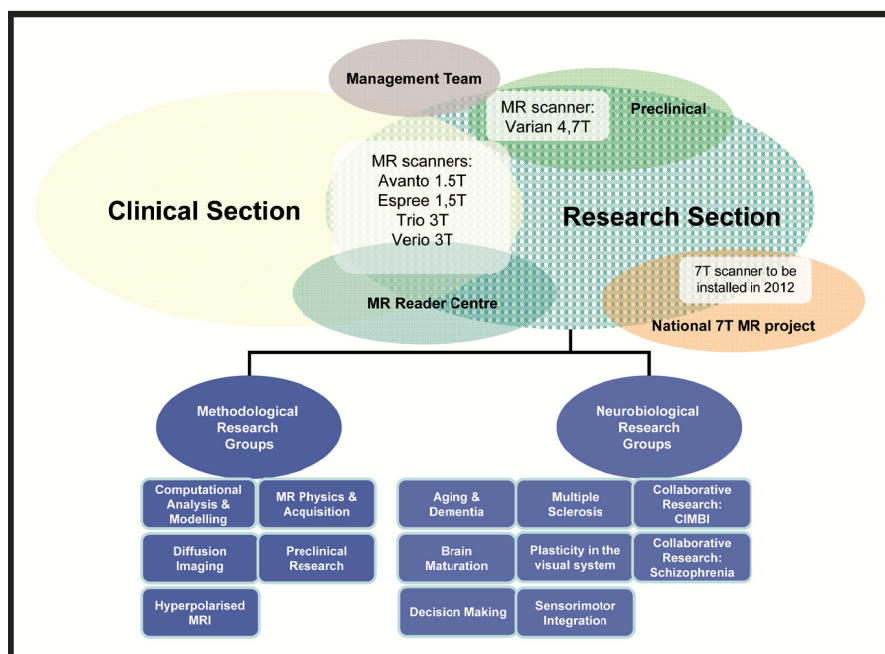 Management Team
MR scanner:
Varian 4,7T
Preclinical
MR scanners:
Avanto 1.5T
Espree 1,5T
Trio 3T
Verio 3T
Clinical Section
Research Section
MR Reader Centre
7T scanner to be
installed in 2012
National 7T MR project
Methodological
Research
Groups
Neurobiological
Research
Groups
Computational
Analysis &
Modelling
MR Physics &
Acquisition
Aging &
Dementia
Multiple
Sclerosis
Collaborative
Research:
CIMBI
Diffusion
Imaging
Preclinical
Research
Brain
Maturation
Plasticity in the
visual system
Collaborative
Research:
Schizophrenia
Hyperpolarised
MRI
Decision Making
Sensorimotor
Integration